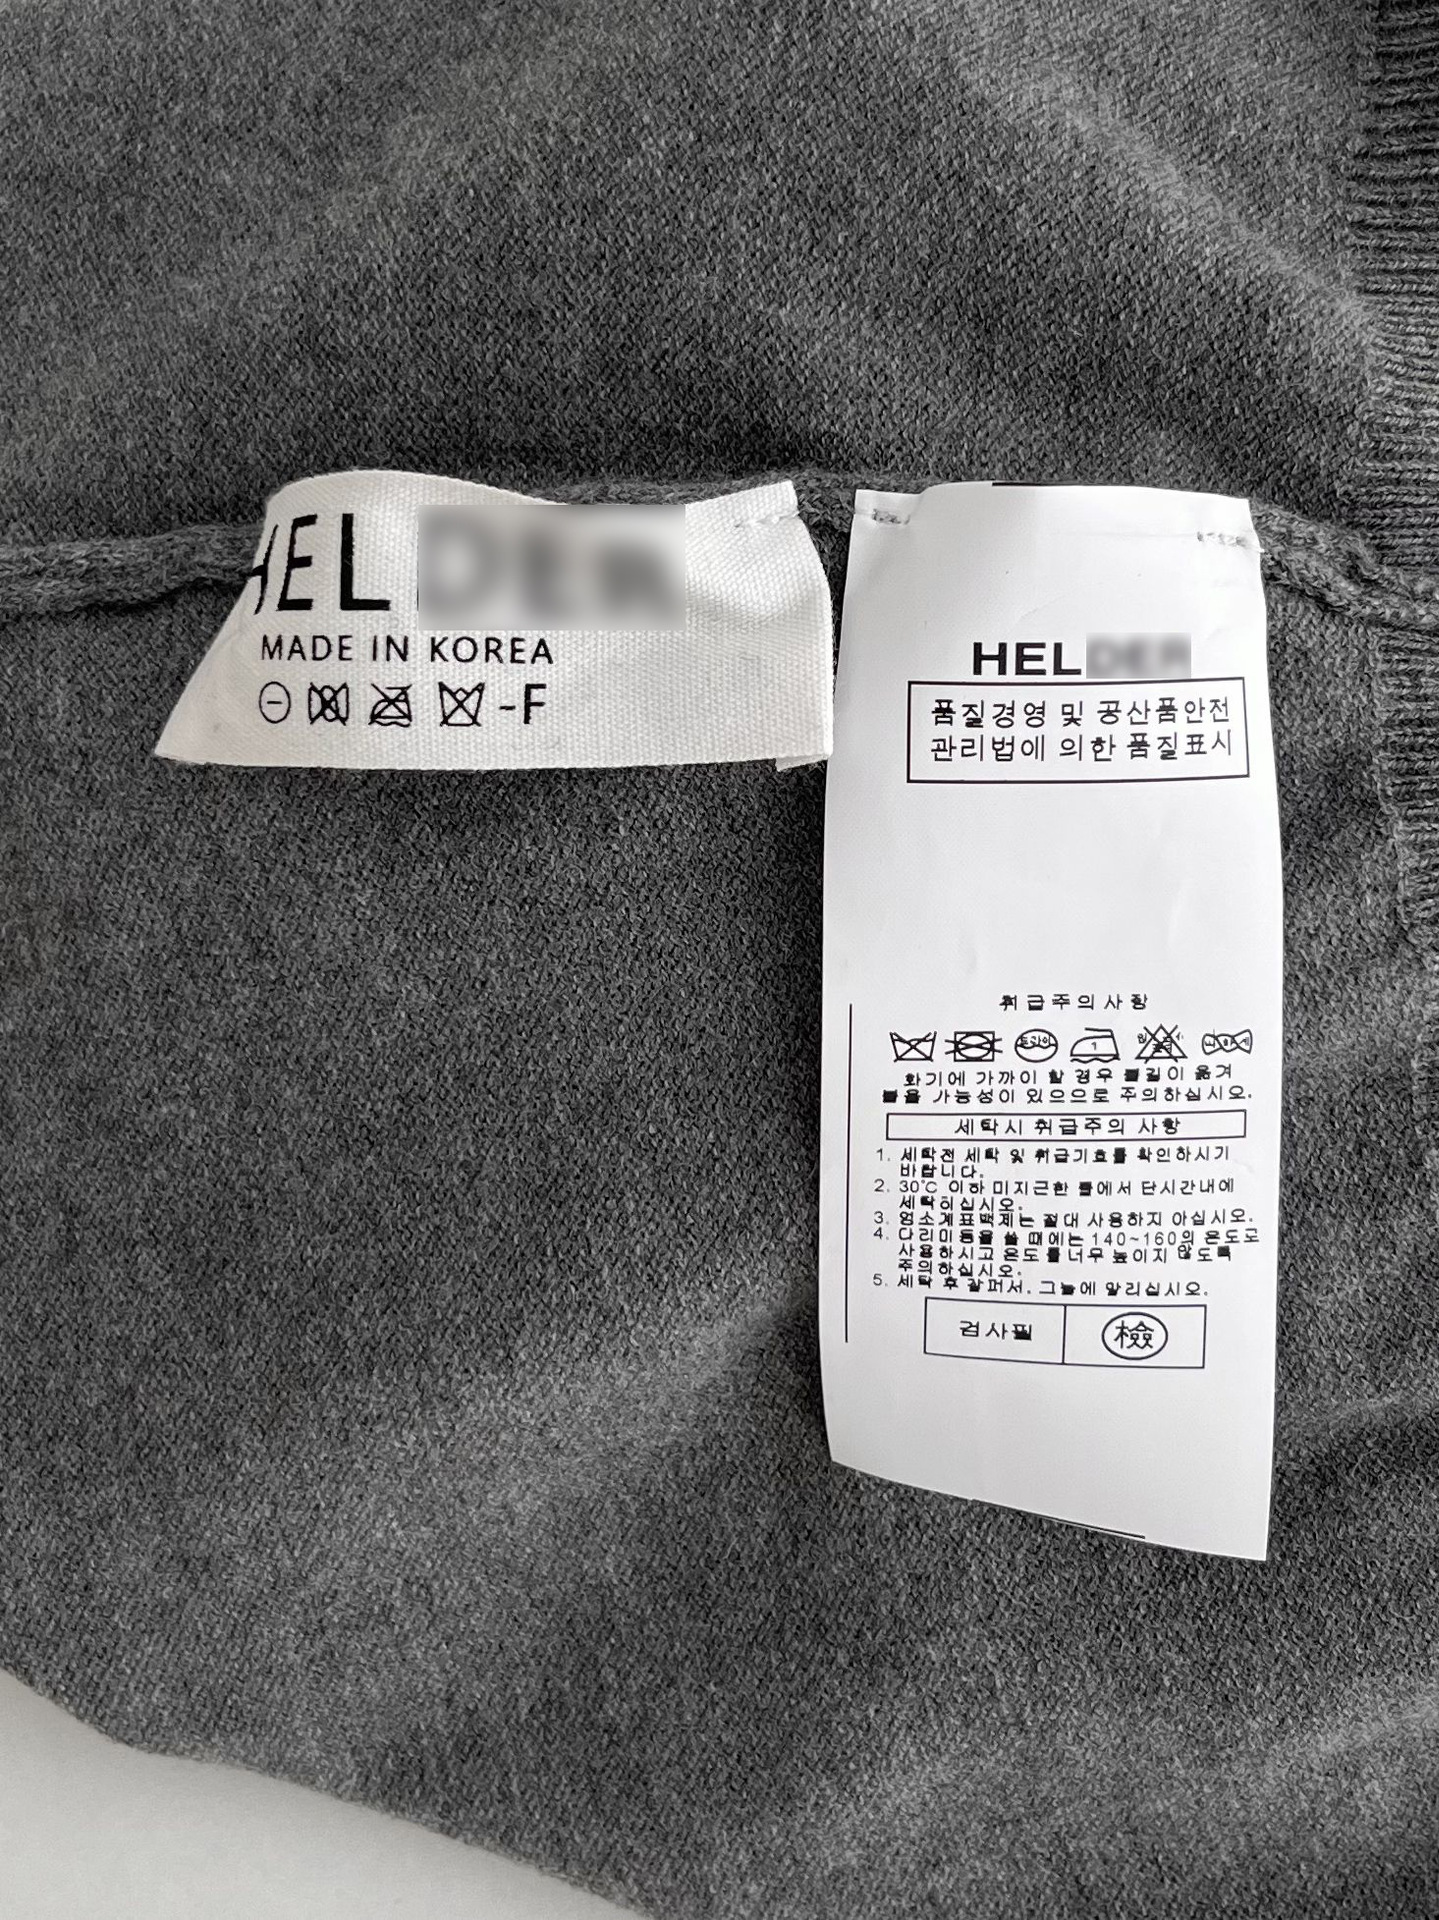 HEL
MADE IN KOREA
-F
HEL
품질경영 및 공산품안전
관리법에 의한 품질표시
취급주의사항
드라이
1
화기에 가까이 할 경우 불길이 옮겨
붙을 가능성이 있으므로 주의하십시오.
세탁시 취급주의 사항
1. 세탁전 세탁 및 취급기호를 확인하시기
바랍니다.
2. 30℃ 이하 미지근한 물에서 단시간내에
세탁하십시오.
3. 염소계표백제는 절대 사용하지 마십시오.
4. 다리미 등을 쓸 때에는 140~160의 온도로
사용하시고 온도를 너무 높이지 않도록
주의하십시오.
5. 세탁 후 잘펴서, 그늘에 말리십시오.
검사필 檢